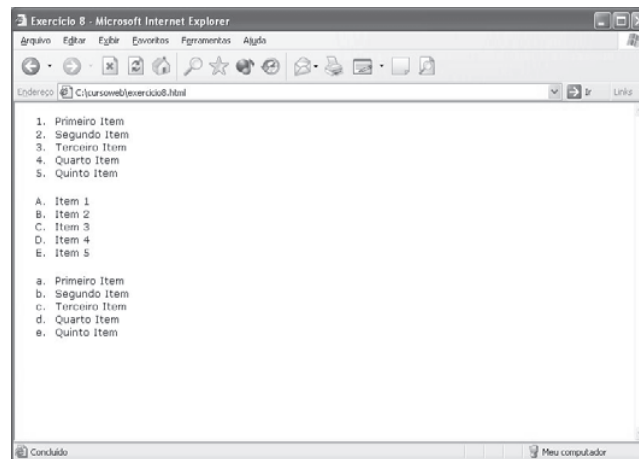 Exercício 8 - Microsoft Internet Explorer
Arquivo Editar Exibir Favoritos Ferramentas Ajuda
Endereço C:\cursoweb\exercicio8.html Ir Links
1. Primeiro Item
2. Segundo Item
3. Terceiro Item
4. Quarto Item
5. Quinto Item
A. Item 1
B. Item 2
C. Item 3
D. Item 4
E. Item 5
a. Primeiro Item
b. Segundo Item
c. Terceiro Item
d. Quarto Item
e. Quinto Item
Concluído Meu computador